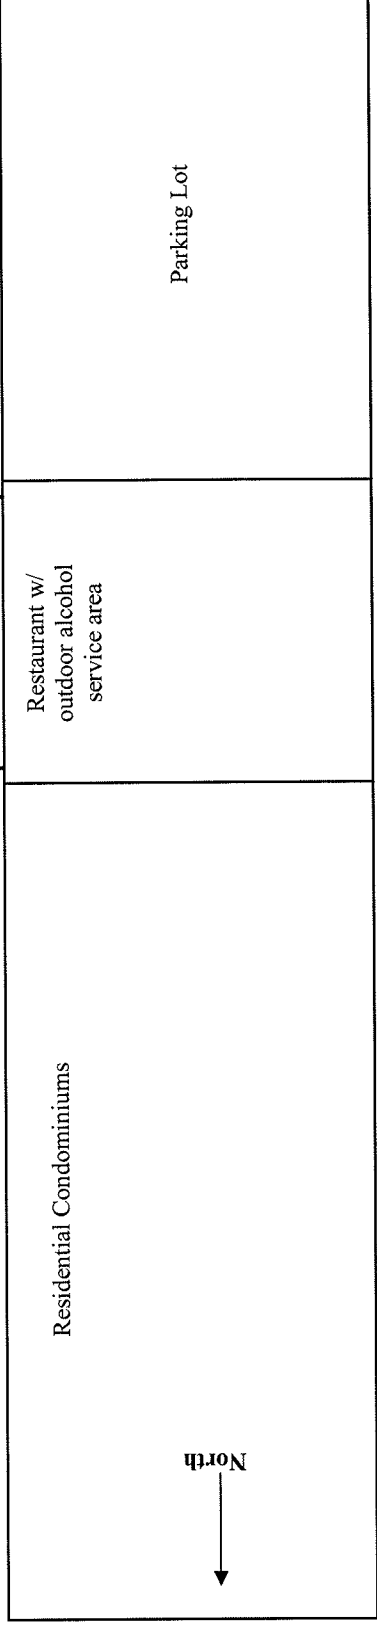 Parking Lot
Restaurant w/
outdoor alcohol
service area
Residential Condominiums
North